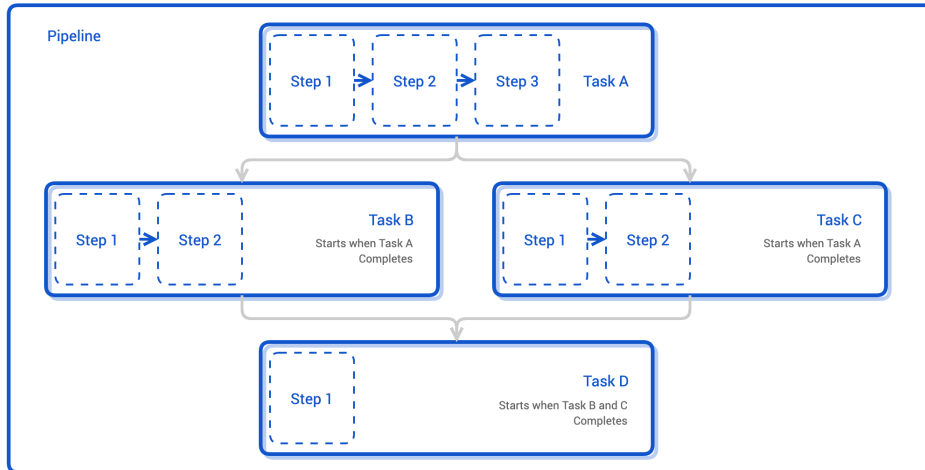 Pipeline
Step 1
Step 2
Step 3
Task A
Step 1
Step 2
Task B
Starts when Task A
Completes
Step 1
Step 2
Task C
Starts when Task A
Completes
Step 1
Task D
Starts when Task B and C
Completes